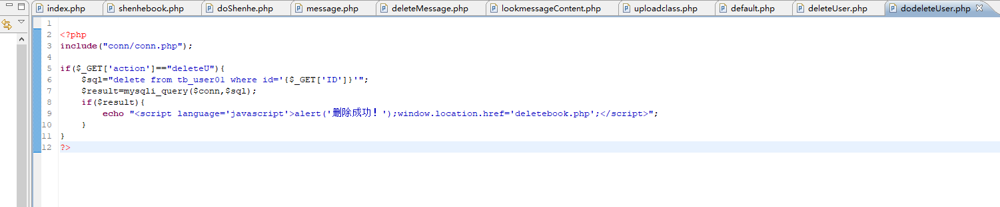 index.php shenhebook.php doShenhe.php message.php deleteMessage.php lookmessageContent.php uploadclass.php default.php deleteUser.php dodeleteUser.php
1
2 <?php
3 include("conn/conn.php");
4
5 if($_GET['action']=="deleteU"){
6 $sql="delete from tb_user01 where id='{$_GET['ID']}'";
7 $result=mysqli_query($conn,$sql);
8 if($result){
9 echo "<script language='javascript'>alert('删除成功！');window.location.href='deletebook.php';</script>";
10 }
11 }
12 ?>